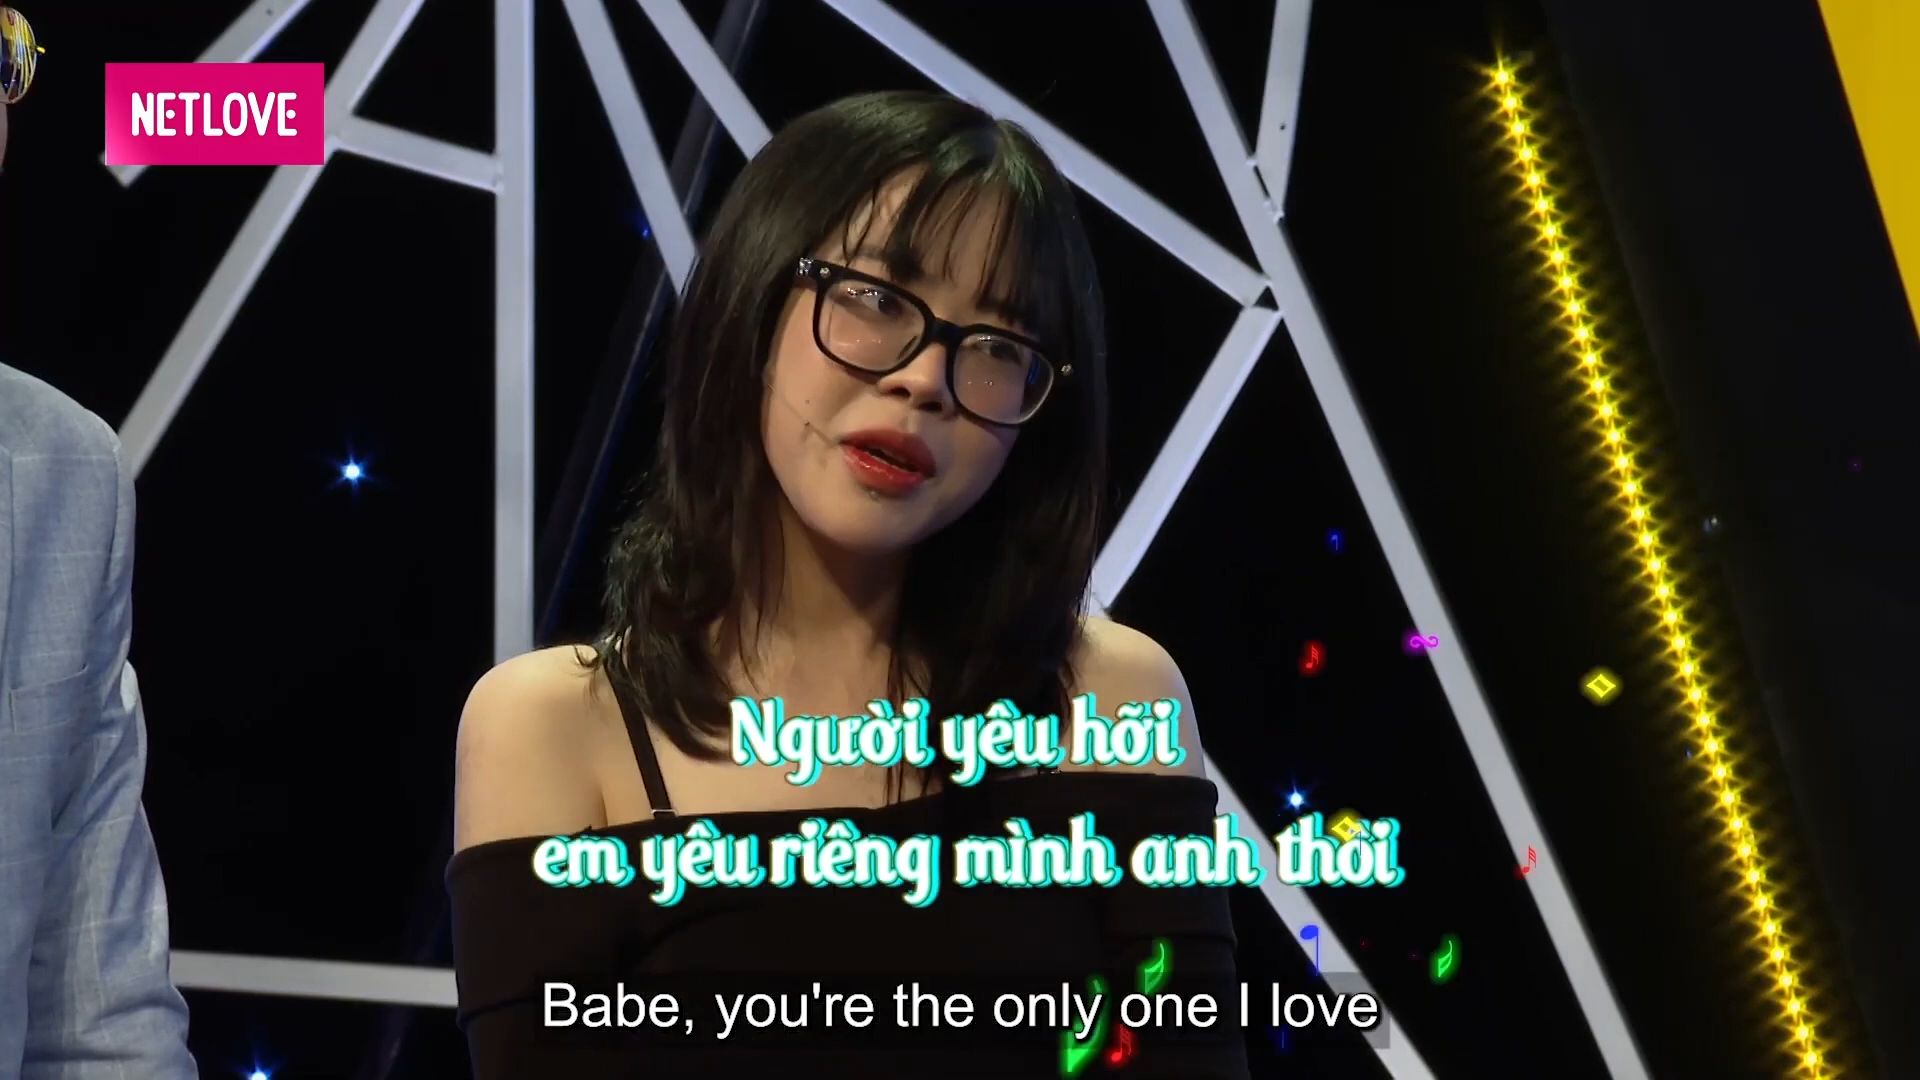 NETLOVE
Người yêu hỡi
em yêu riêng mình anh thôi
Babe, you're the only one I love